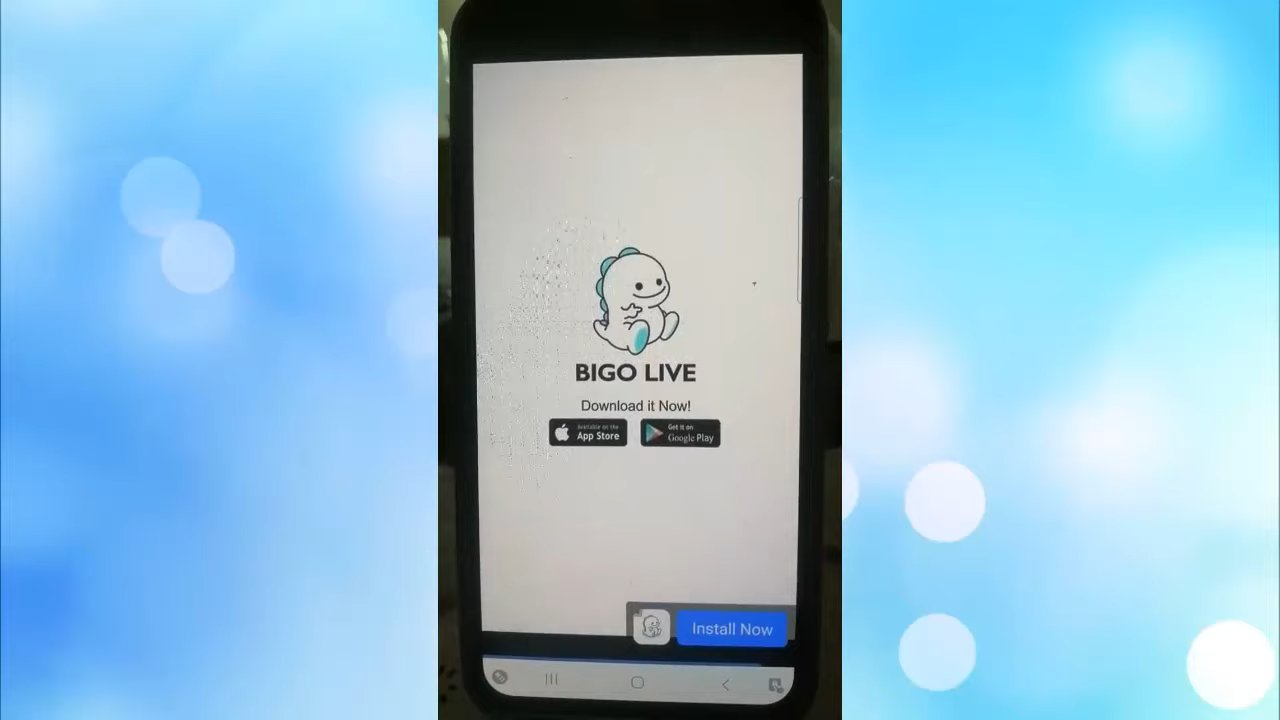 BIGO LIVE
Download it Now!
Available on the
App Store
Get it on
Google Play
Install Now